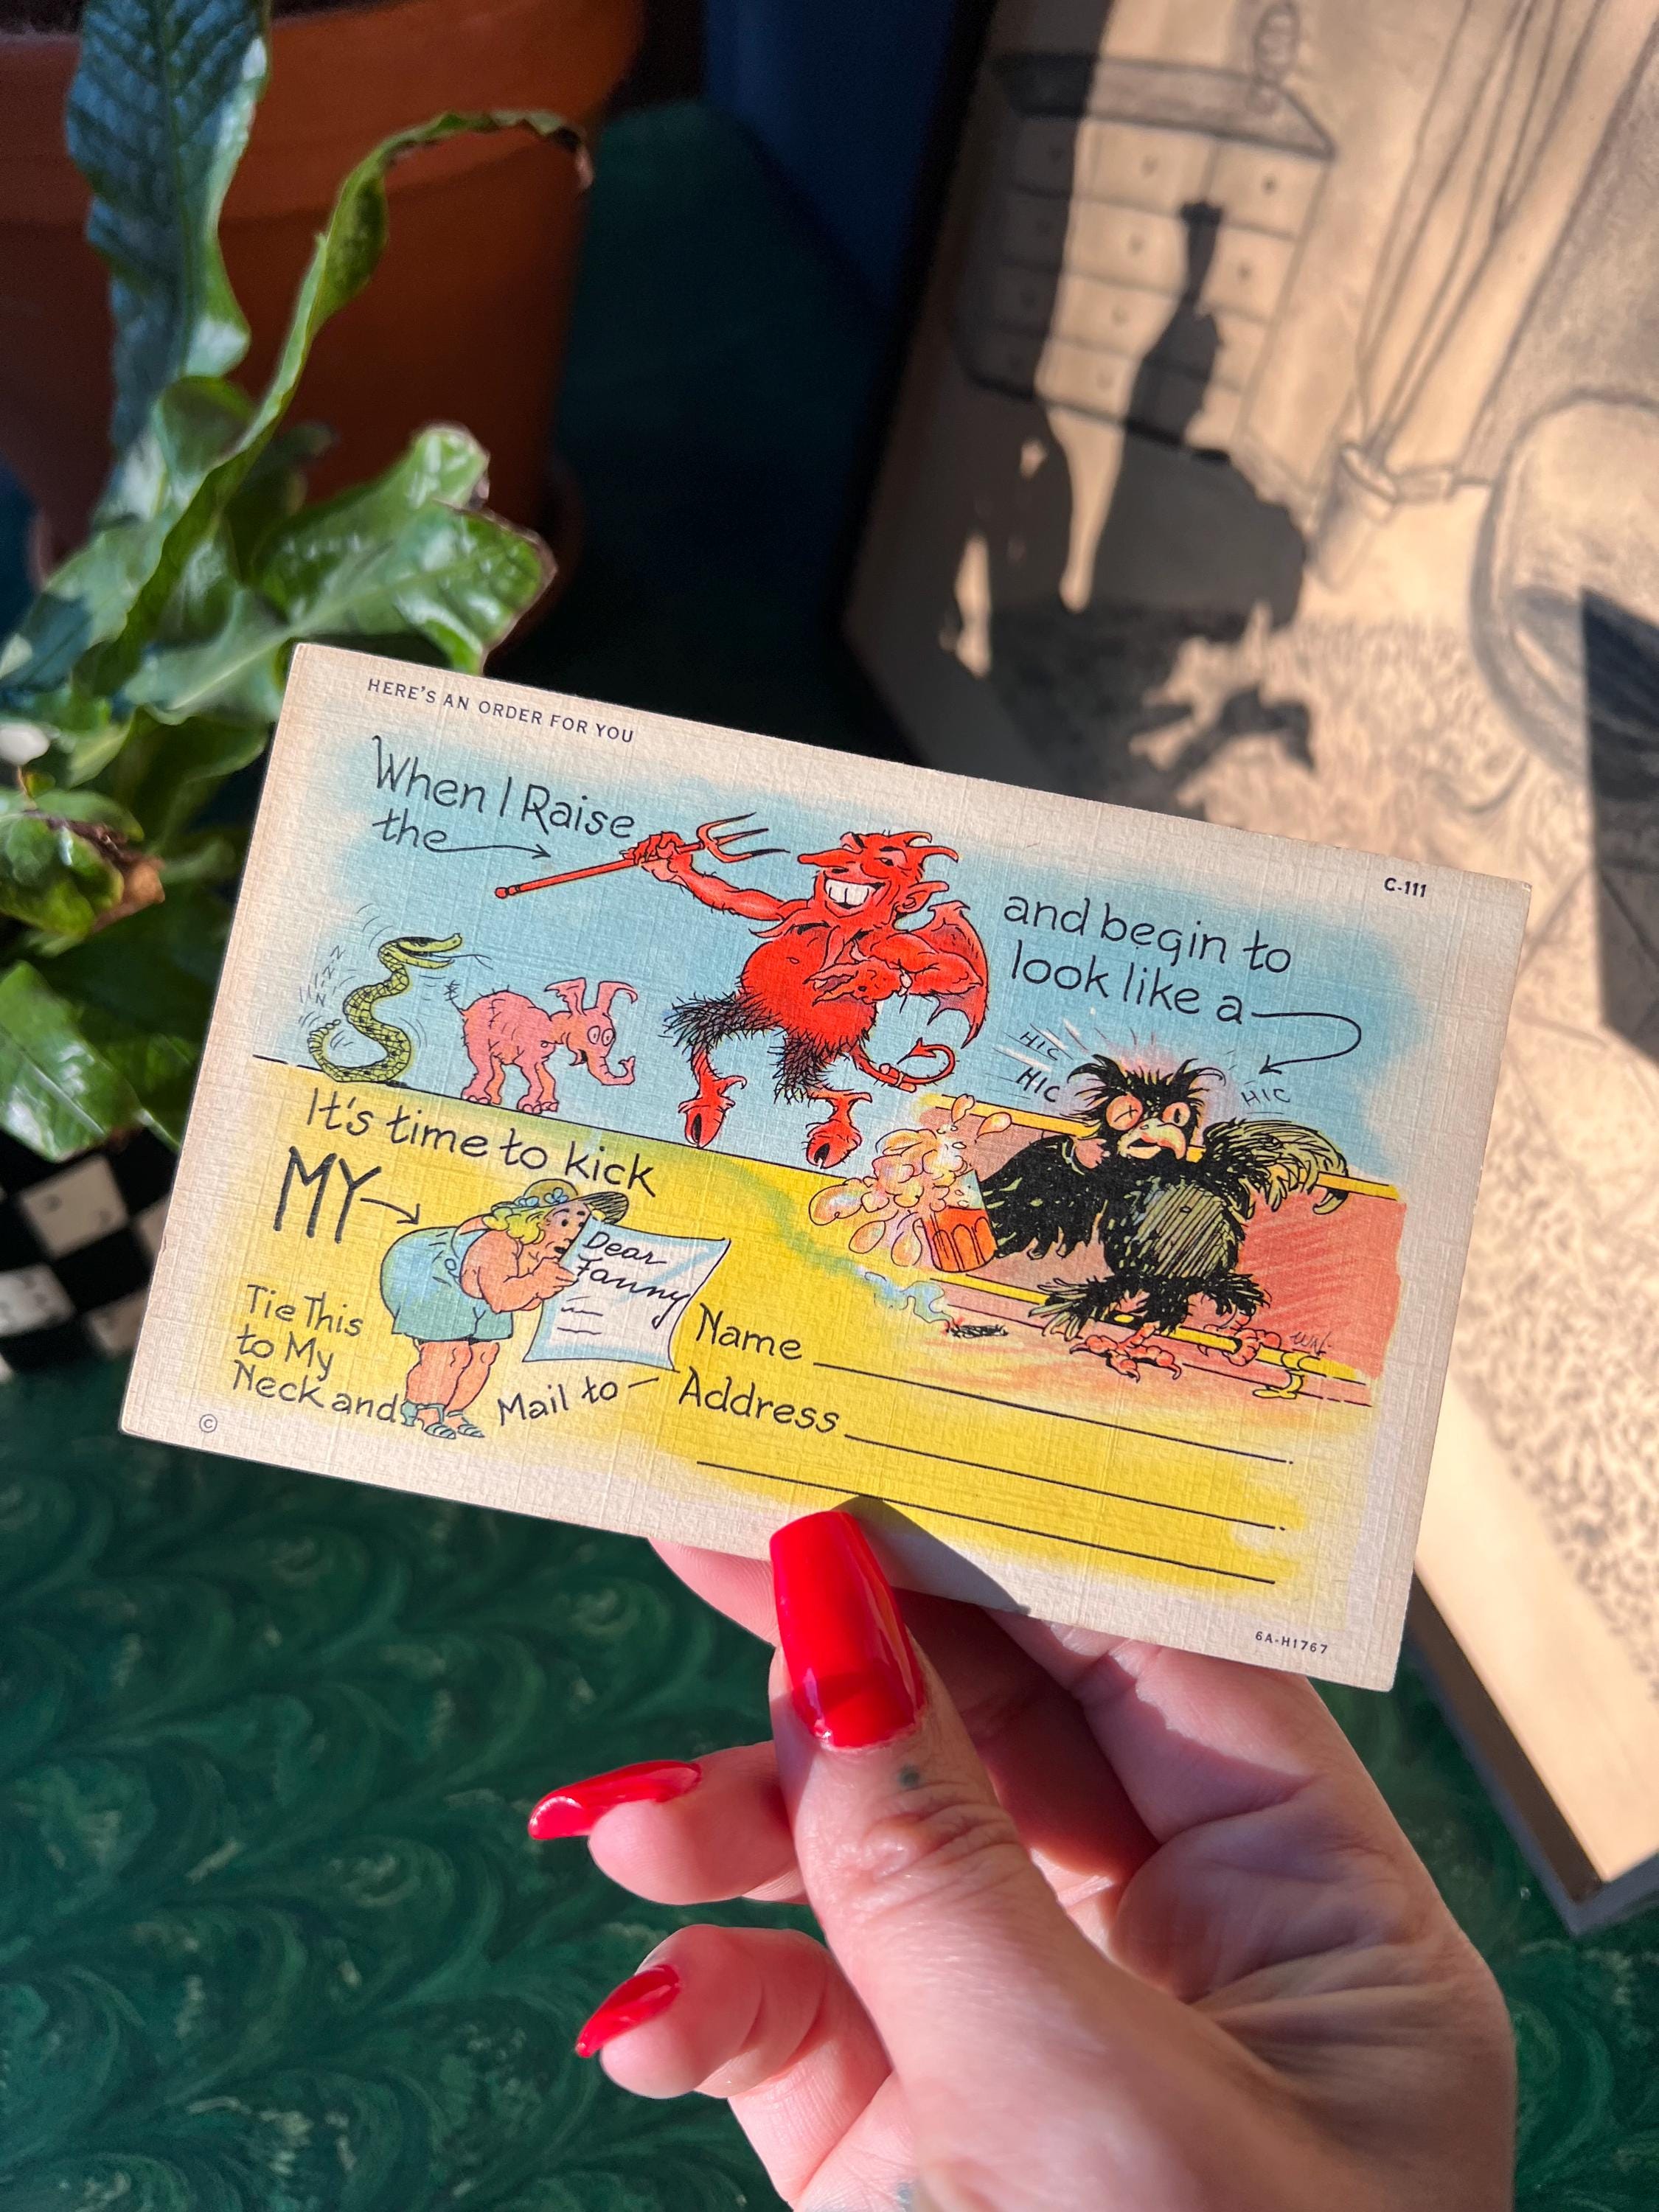 HERE'S AN ORDER FOR YOU
C-111
When I Raise
the
and begin to
look like a
HIC
HIC
HIC
It's time to kick
MY
Dear
Fanny
Tie This
to My
Neck and
Mail to —
Name
Address
©
6A-H1767